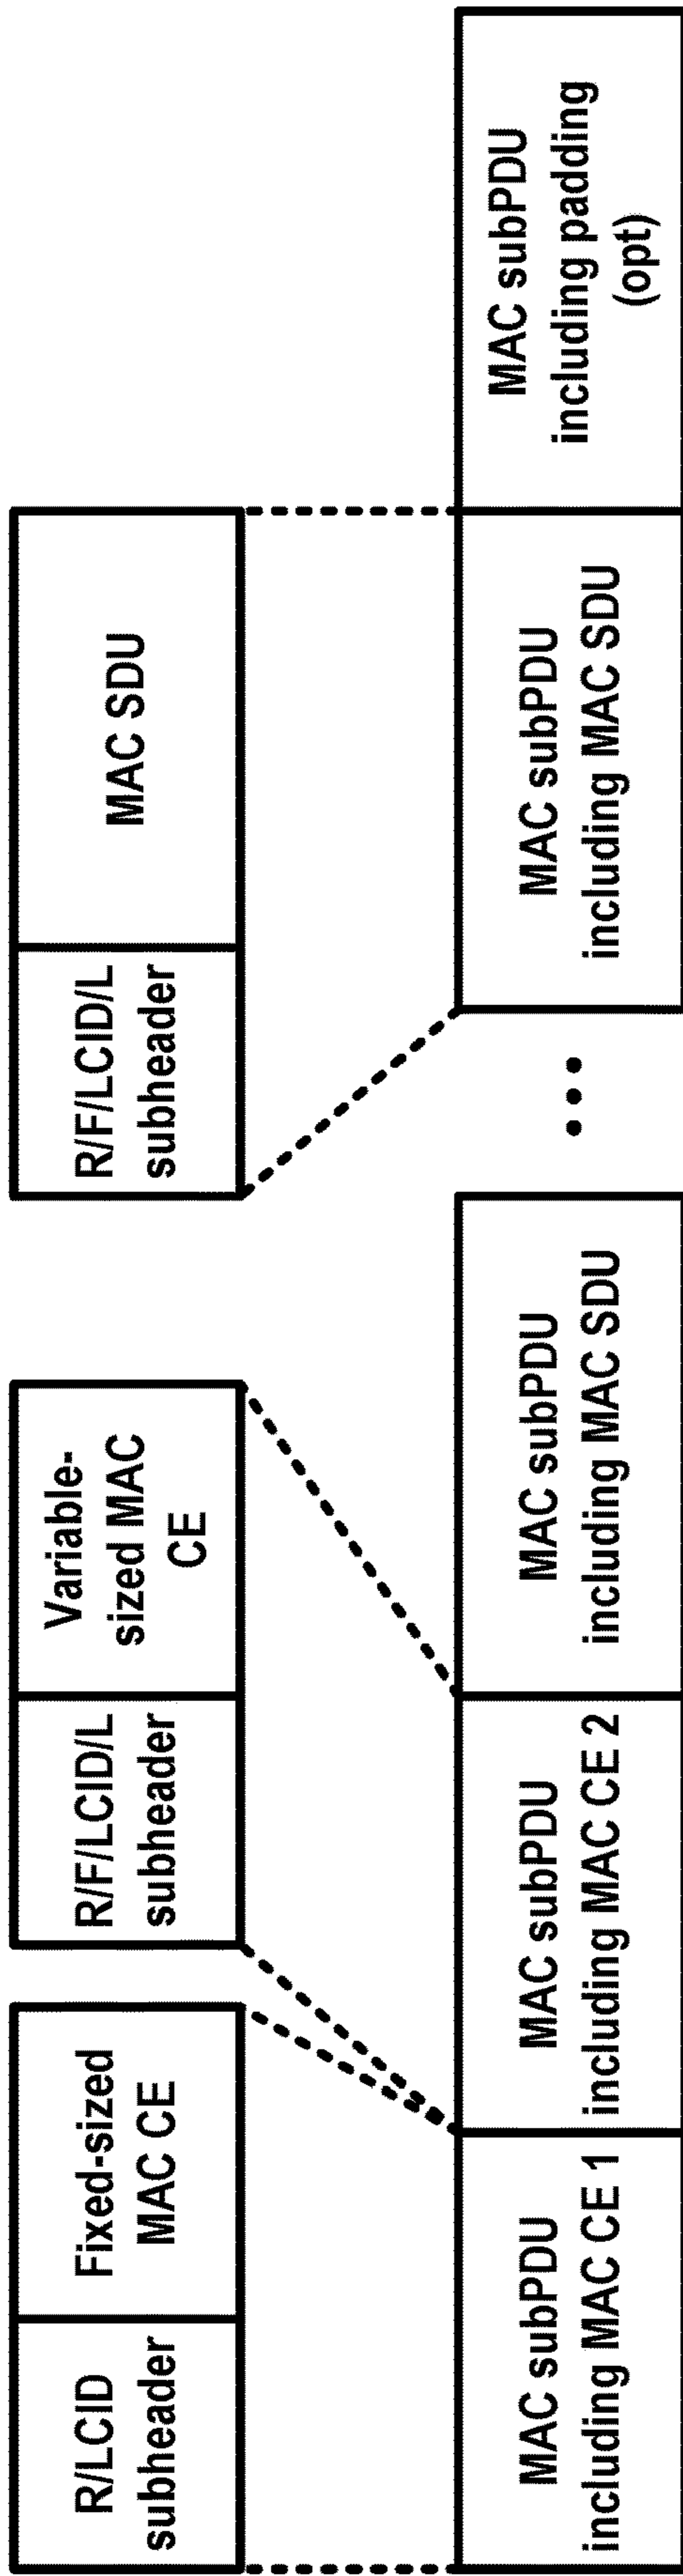 R/LCID
subheader
Fixed-sized
MAC CE
R/F/LCID/L
subheader
Variable-
sized MAC
CE
R/F/LCID/L
subheader
MAC SDU
MAC subPDU
including MAC CE 1
MAC subPDU
including MAC CE 2
MAC subPDU
including MAC SDU
•••
MAC subPDU
including MAC SDU
MAC subPDU
including padding
(opt)